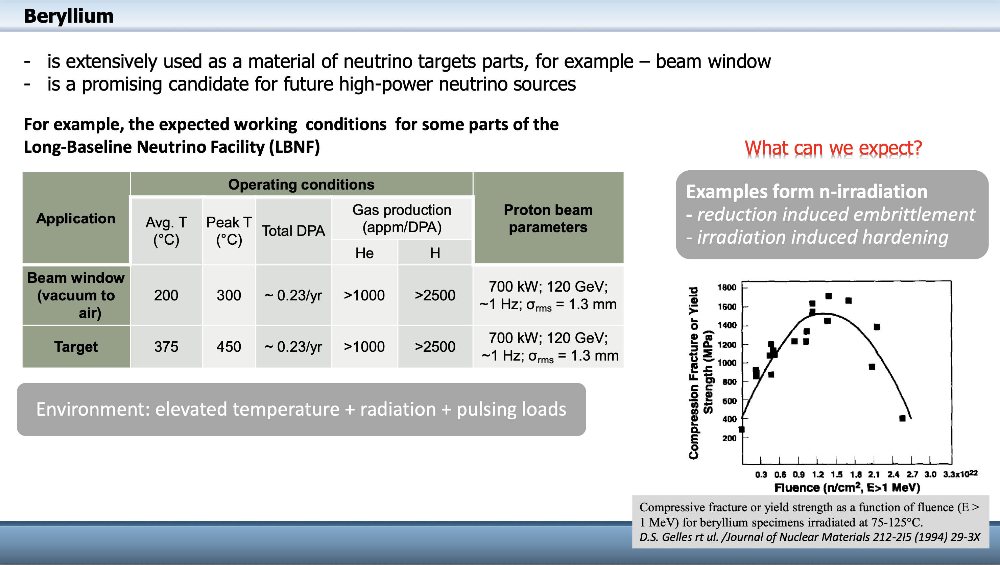 Beryllium
- is extensively used as a material of neutrino targets parts, for example – beam window
- is a promising candidate for future high-power neutrino sources
For example, the expected working conditions for some parts of the
Long-Baseline Neutrino Facility (LBNF)
Application
Operating conditions
Proton beam
parameters
Avg. T
(°C)
Peak T
(°C)
Total DPA
Gas production
(appm/DPA)
He
H
Beam window
(vacuum to
air)
200
300
~ 0.23/yr
>1000
>2500
700 kW; 120 GeV;
~1 Hz; σrms = 1.3 mm
Target
375
450
~ 0.23/yr
>1000
>2500
700 kW; 120 GeV;
~1 Hz; σrms = 1.3 mm
Environment: elevated temperature + radiation + pulsing loads
What can we expect?
Examples form n-irradiation
- reduction induced embrittlement
- irradiation induced hardening
Compression Fracture or Yield
Strength (MPa)
1800
1600
1400
1200
1000
800
600
400
200
0.3 0.6 0.9 1.2 1.5 1.8 2.1 2.4 2.7 3.0 3.3x10²²
Fluence (n/cm², E>1 MeV)
Compressive fracture or yield strength as a function of fluence (E >
1 MeV) for beryllium specimens irradiated at 75-125°C.
D.S. Gelles rt ul. /Journal of Nuclear Materials 212-2I5 (1994) 29-3X